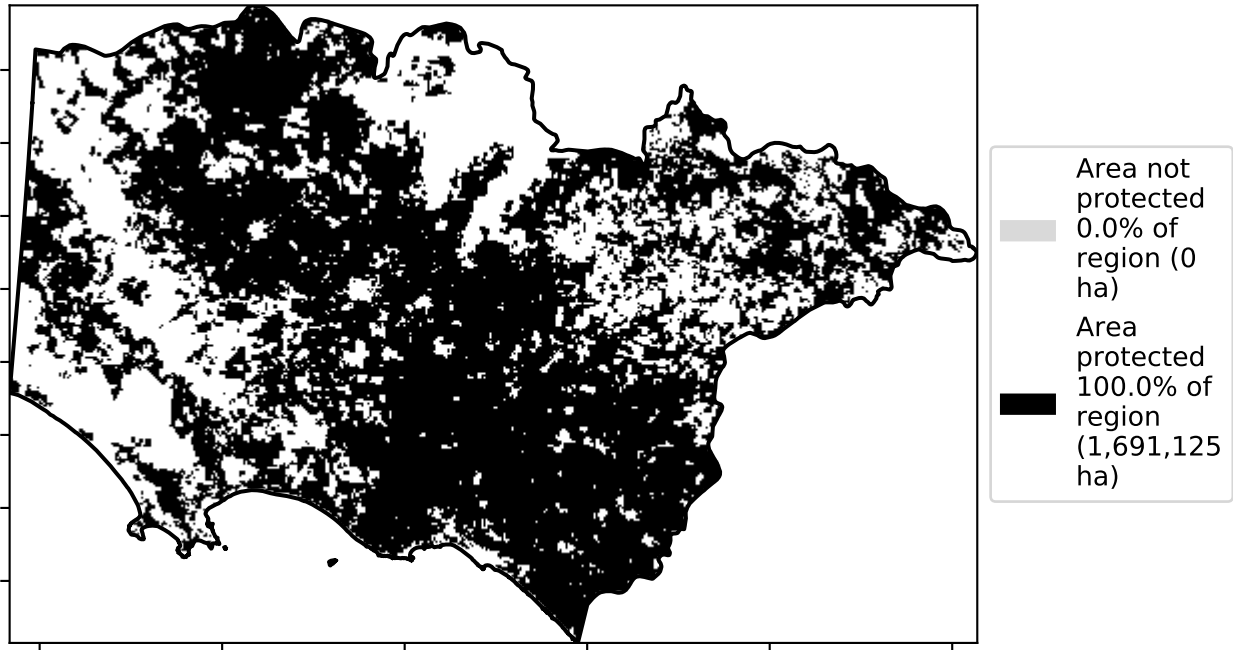 Area not
protected
0.0% of
region (0
ha)
Area
protected
100.0% of
region
(1,691,125
ha)